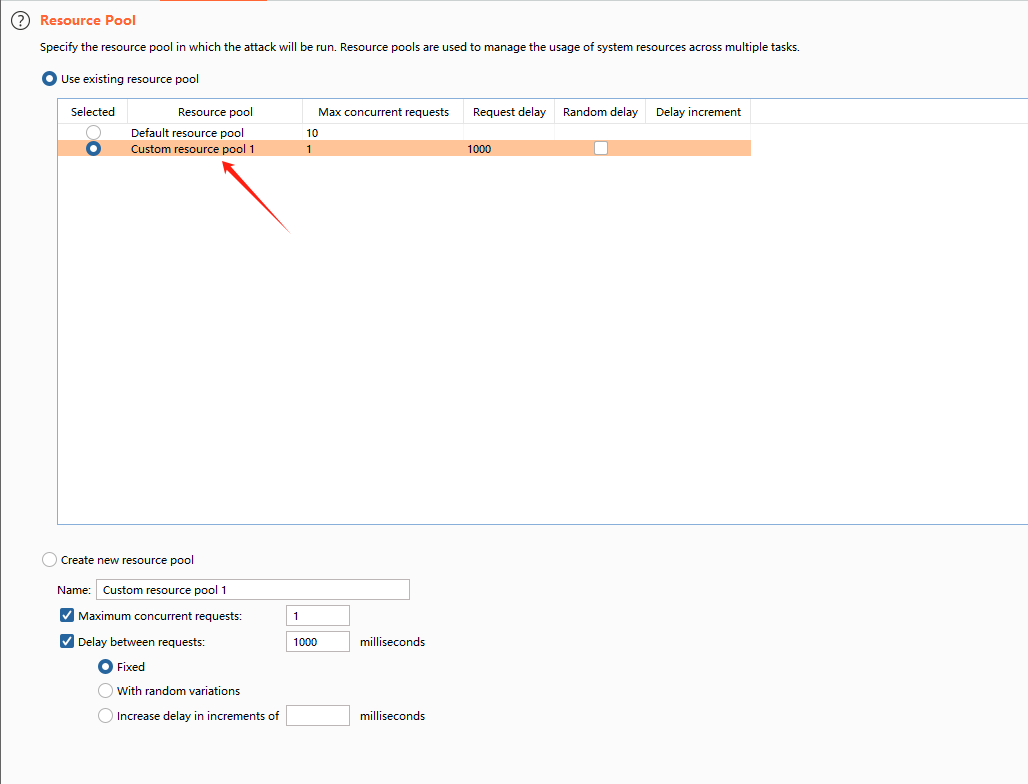 ? Resource Pool
Specify the resource pool in which the attack will be run. Resource pools are used to manage the usage of system resources across multiple tasks.
Use existing resource pool
Selected Resource pool Max concurrent requests Request delay Random delay Delay increment
Default resource pool 10
Custom resource pool 1 1 1000
Create new resource pool
Name: Custom resource pool 1
Maximum concurrent requests: 1
Delay between requests: 1000 milliseconds
Fixed
With random variations
Increase delay in increments of milliseconds